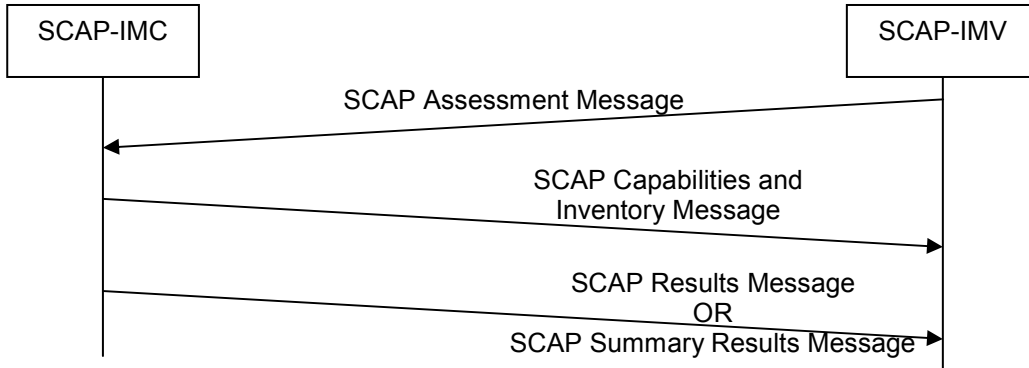 SCAP-IMC
SCAP-IMV
SCAP Assessment Message
SCAP Capabilities and
Inventory Message
SCAP Results Message
OR
SCAP Summary Results Message